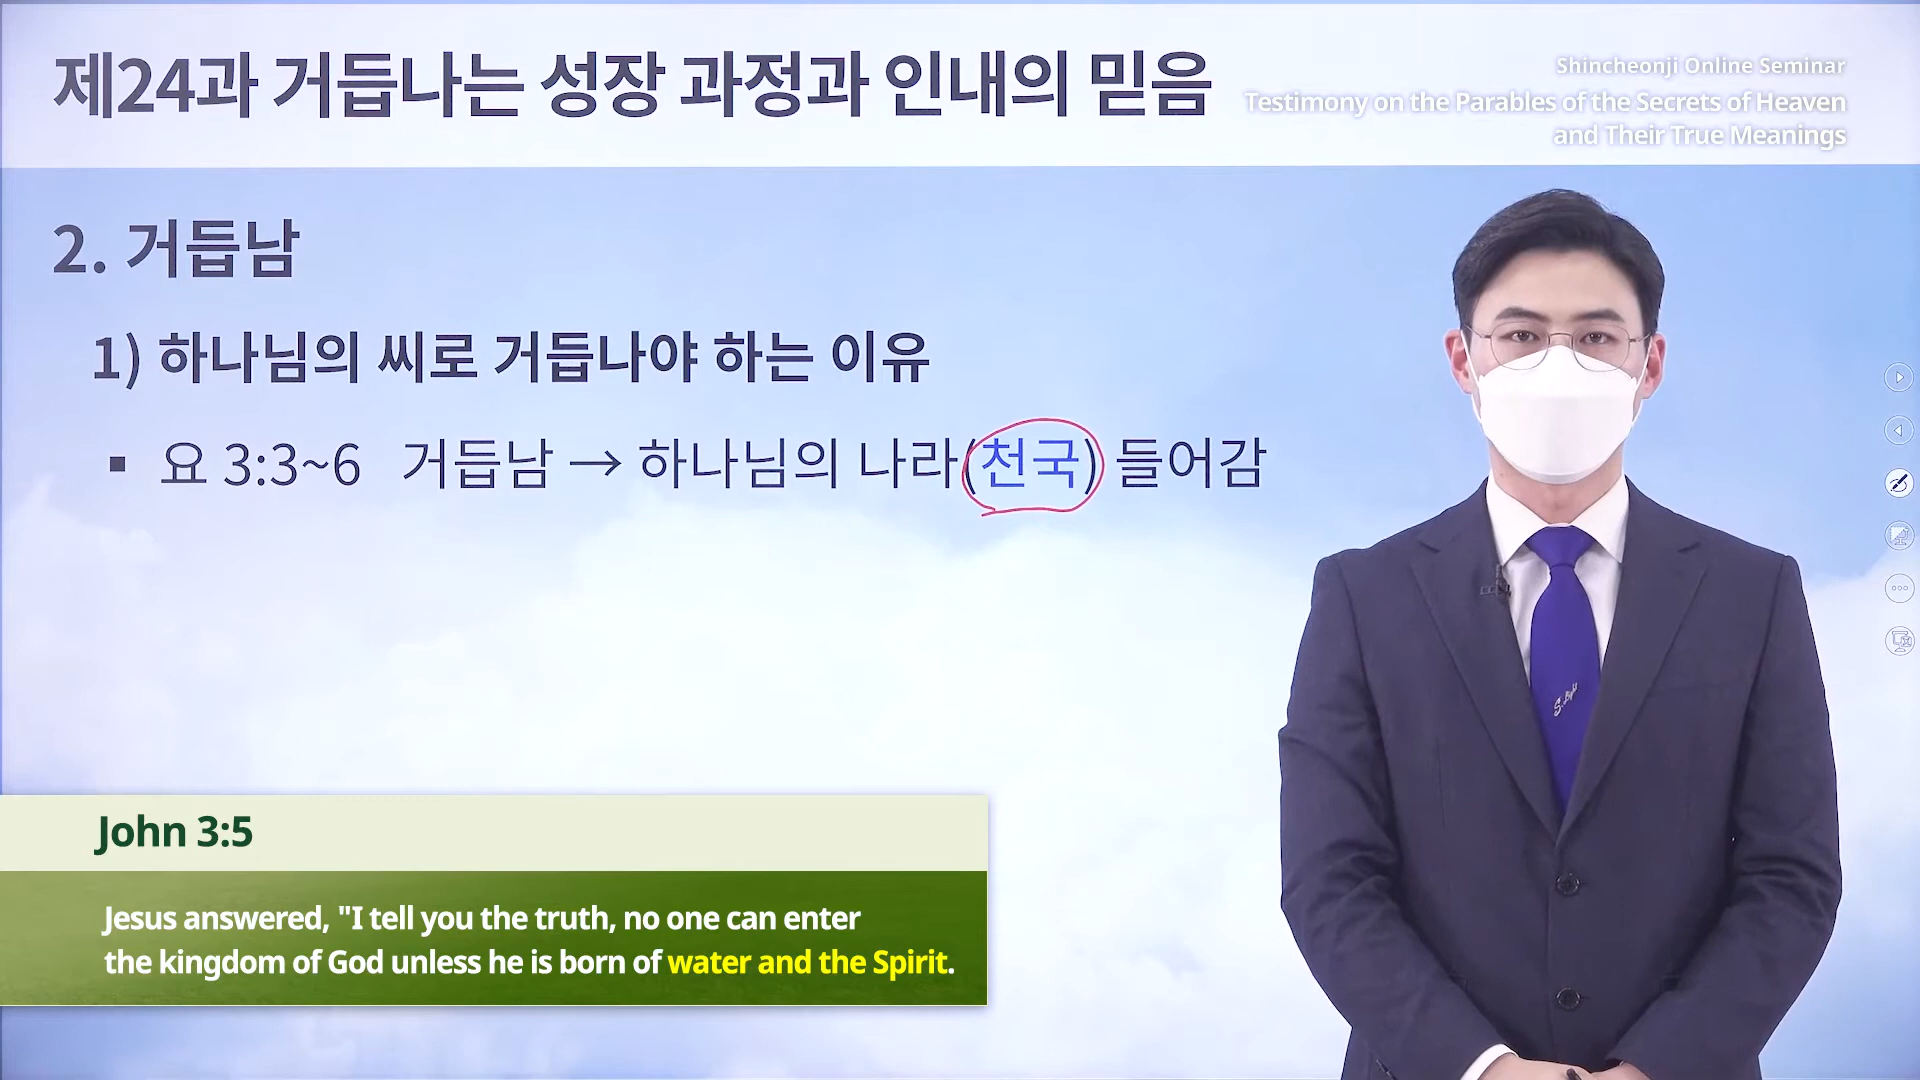 제24과 거듭나는 성장 과정과 인내의 믿음
Shincheonji Online Seminar
Testimony on the Parables of the Secrets of Heaven
and Their True Meanings
2. 거듭남
1) 하나님의 씨로 거듭나야 하는 이유
▪ 요 3:3~6 거듭남 → 하나님의 나라(천국) 들어감
John 3:5
Jesus answered, "I tell you the truth, no one can enter
the kingdom of God unless he is born of water and the Spirit.